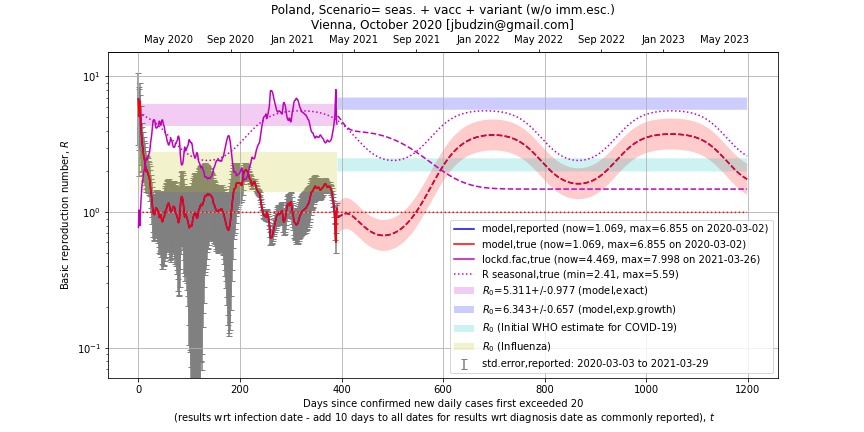 Poland, Scenario= seas. + vacc + variant (w/o imm.esc.)
Vienna, October 2020 [jbudzin@gmail.com]
May 2020 Sep 2020 Jan 2021 May 2021 Sep 2021 Jan 2022 May 2022 Sep 2022 Jan 2023 May 2023
Basic reproduction number, R
10¹
10⁰
10⁻¹
model,reported (now=1.069, max=6.855 on 2020-03-02)
model,true (now=1.069, max=6.855 on 2020-03-02)
lockd.fac,true (now=4.469, max=7.998 on 2021-03-26)
R seasonal,true (min=2.41, max=5.59)
R₀=5.311+/-0.977 (model,exact)
R₀=6.343+/-0.657 (model,exp.growth)
R₀ (Initial WHO estimate for COVID-19)
R₀ (Influenza)
std.error,reported: 2020-03-03 to 2021-03-29
0 200 400 600 800 1000 1200
Days since confirmed new daily cases first exceeded 20
(results wrt infection date - add 10 days to all dates for results wrt diagnosis date as commonly reported), t